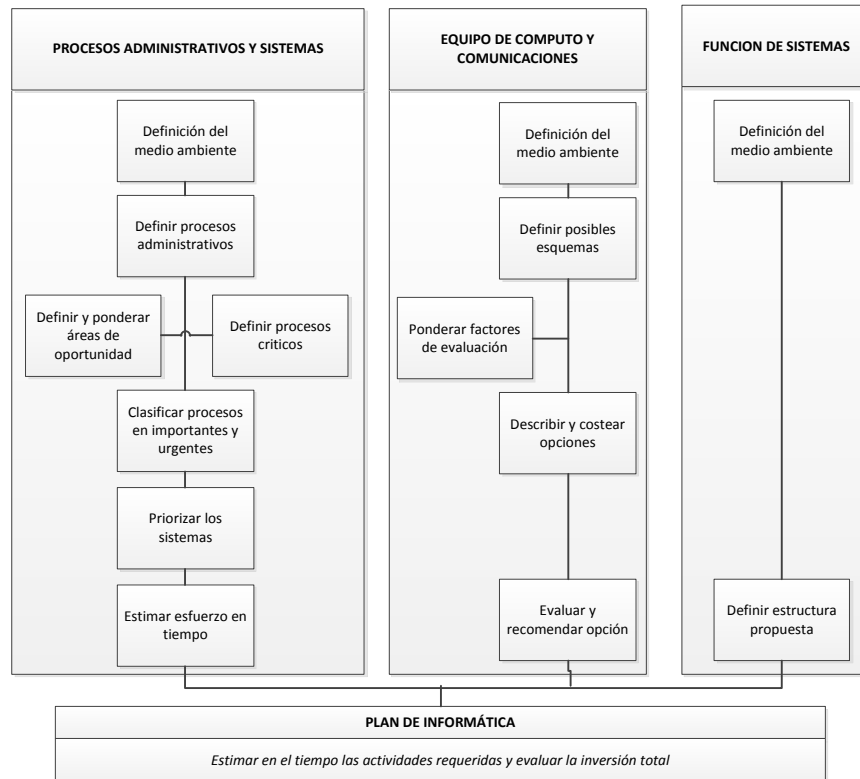 PROCESOS ADMINISTRATIVOS Y SISTEMAS
Definición del
medio ambiente
Definir procesos
administrativos
Definir y ponderar
áreas de
oportunidad
Definir procesos
criticos
Clasificar procesos
en importantes y
urgentes
Priorizar los
sistemas
Estimar esfuerzo en
tiempo
EQUIPO DE COMPUTO Y
COMUNICACIONES
Definición del
medio ambiente
Definir posibles
esquemas
Ponderar factores
de evaluación
Describir y costear
opciones
Evaluar y
recomendar opción
FUNCION DE SISTEMAS
Definición del
medio ambiente
Definir estructura
propuesta
PLAN DE INFORMÁTICA
Estimar en el tiempo las actividades requeridas y evaluar la inversión total